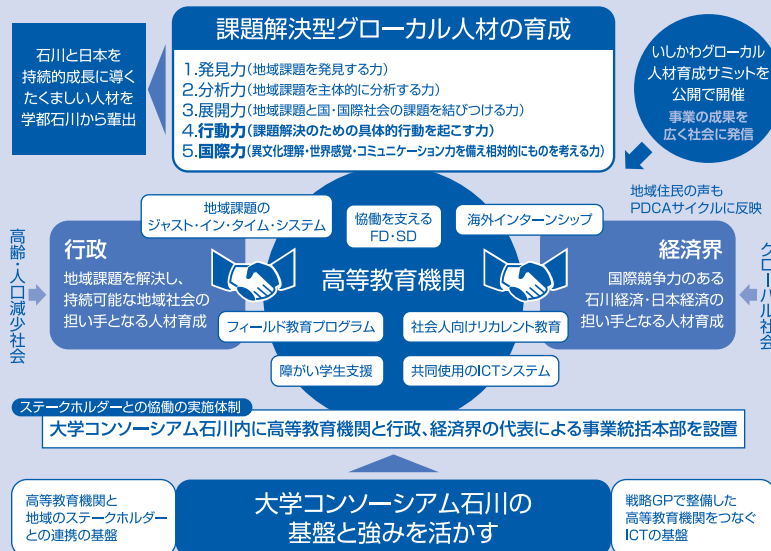 課題解決型グローカル人材の育成
石川と日本を
持続的成長に導く
たくましい人材を
学都石川から輩出
1.発見力(地域課題を発見する力)
2.分析力(地域課題を主体的に分析する力)
3.展開力(地域課題と国・国際社会の課題を結びつける力)
4.行動力(課題解決のための具体的行動を起こす力)
5.国際力(異文化理解・世界感覚・コミュニケーション力を備え相対的にものを考える力)
いしかわグローカル
人材育成サミットを
公開で開催
事業の成果を
広く社会に発信
地域住民の声も
PDCAサイクルに反映
地域課題の
ジャスト・イン・タイム・システム
恊働を支える
FD・SD
海外インターンシップ
高齢・人口減少社会
行政
地域課題を解決し、
持続可能な地域社会の
担い手となる人材育成
高等教育機関
経済界
国際競争力のある
石川経済・日本経済の
担い手となる人材育成
グローバル社会
フィールド教育プログラム
社会人向けリカレント教育
障がい学生支援
共同使用のICTシステム
ステークホルダーとの恊働の実施体制
大学コンソーシアム石川内に高等教育機関と行政、経済界の代表による事業統括本部を設置
高等教育機関と
地域のステークホルダー
との連携の基盤
大学コンソーシアム石川の
基盤と強みを活かす
戦略GPで整備した
高等教育機関をつなぐ
ICTの基盤